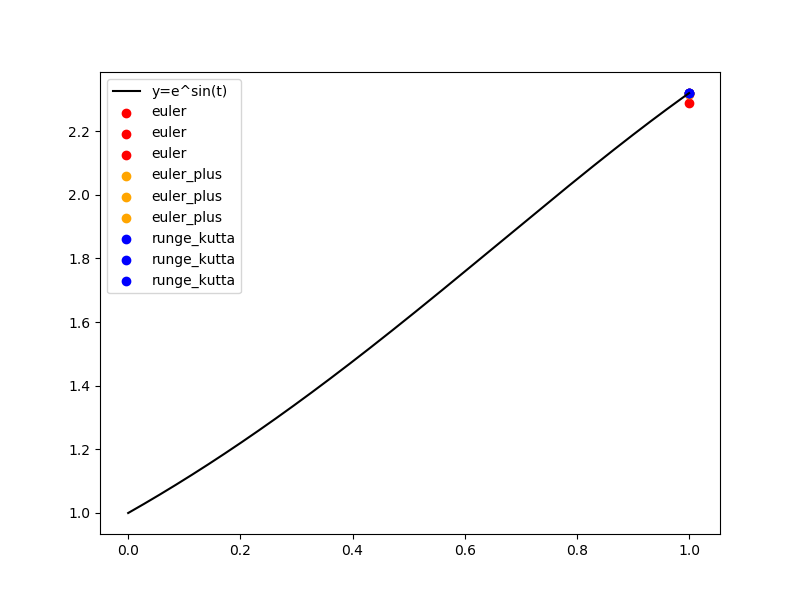 y=e^sin(t)
euler
euler
euler
euler_plus
euler_plus
euler_plus
runge_kutta
runge_kutta
runge_kutta
2.2
2.0
1.8
1.6
1.4
1.2
1.0
0.0 0.2 0.4 0.6 0.8 1.0